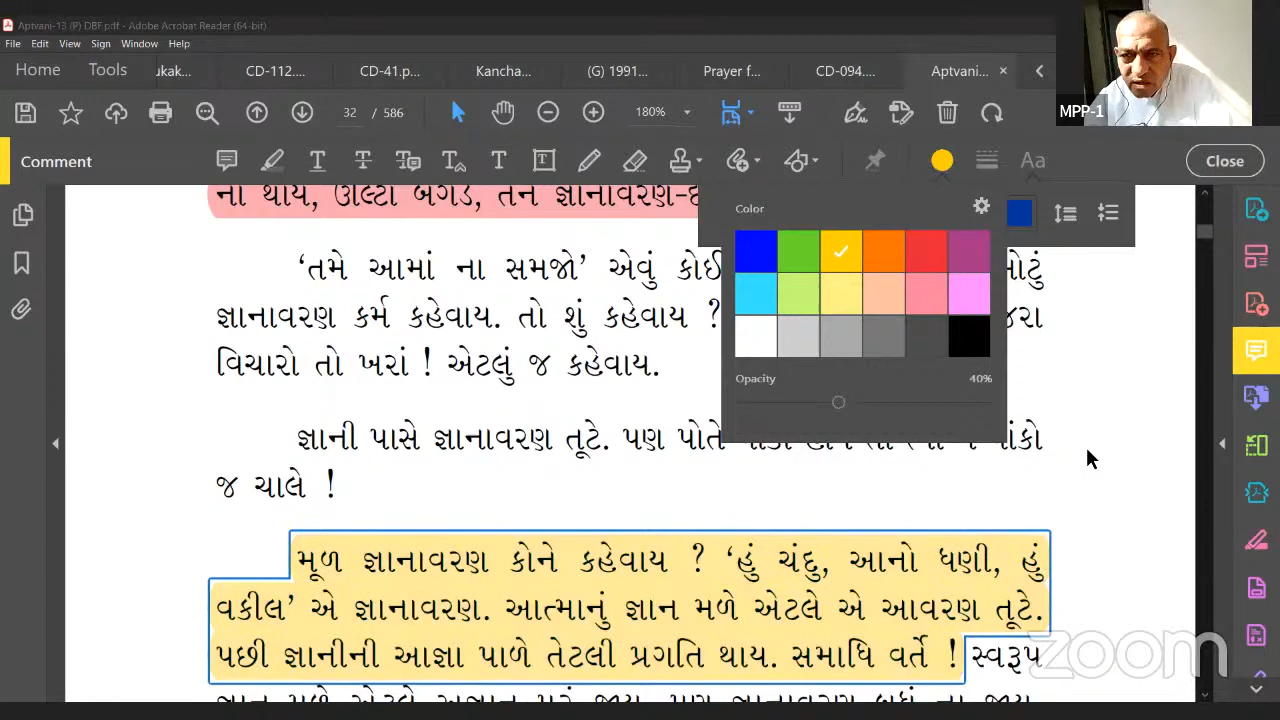 Aptvani-13 (P) DBF.pdf - Adobe Acrobat Reader (64-bit)
File Edit View Sign Window Help
Home Tools ukak... CD-112.... CD-41.p... Kancha... (G) 1991... Prayer f... CD-094.... Aptvani...
32 / 586 180%
MPP-1
Comment Aa Close
ના થાય, ઊલ્ટો બગડે, તેને જ્ઞાનાવરણ-
Color
'તમે આમાં ના સમજો' એવું કોઈ
જ્ઞાનાવરણ કર્મ કહેવાય. તો શું કહેવાય ? જરા
વિચારો તો ખરાં ! એટલું જ કહેવાય.
Opacity 40%
જ્ઞાની પાસે જ્ઞાનાવરણ તૂટે. પણ પોતે વાંકો
જ ચાલે !
મૂળ જ્ઞાનાવરણ કોને કહેવાય ? 'હું ચંદુ, આનો ધણી, હું
વકીલ' એ જ્ઞાનાવરણ. આત્માનું જ્ઞાન મળે એટલે એ આવરણ તૂટે.
પછી જ્ઞાનીની આજ્ઞા પાળે તેટલી પ્રગતિ થાય. સમાધિ વર્તે ! સ્વરૂપ
zoom